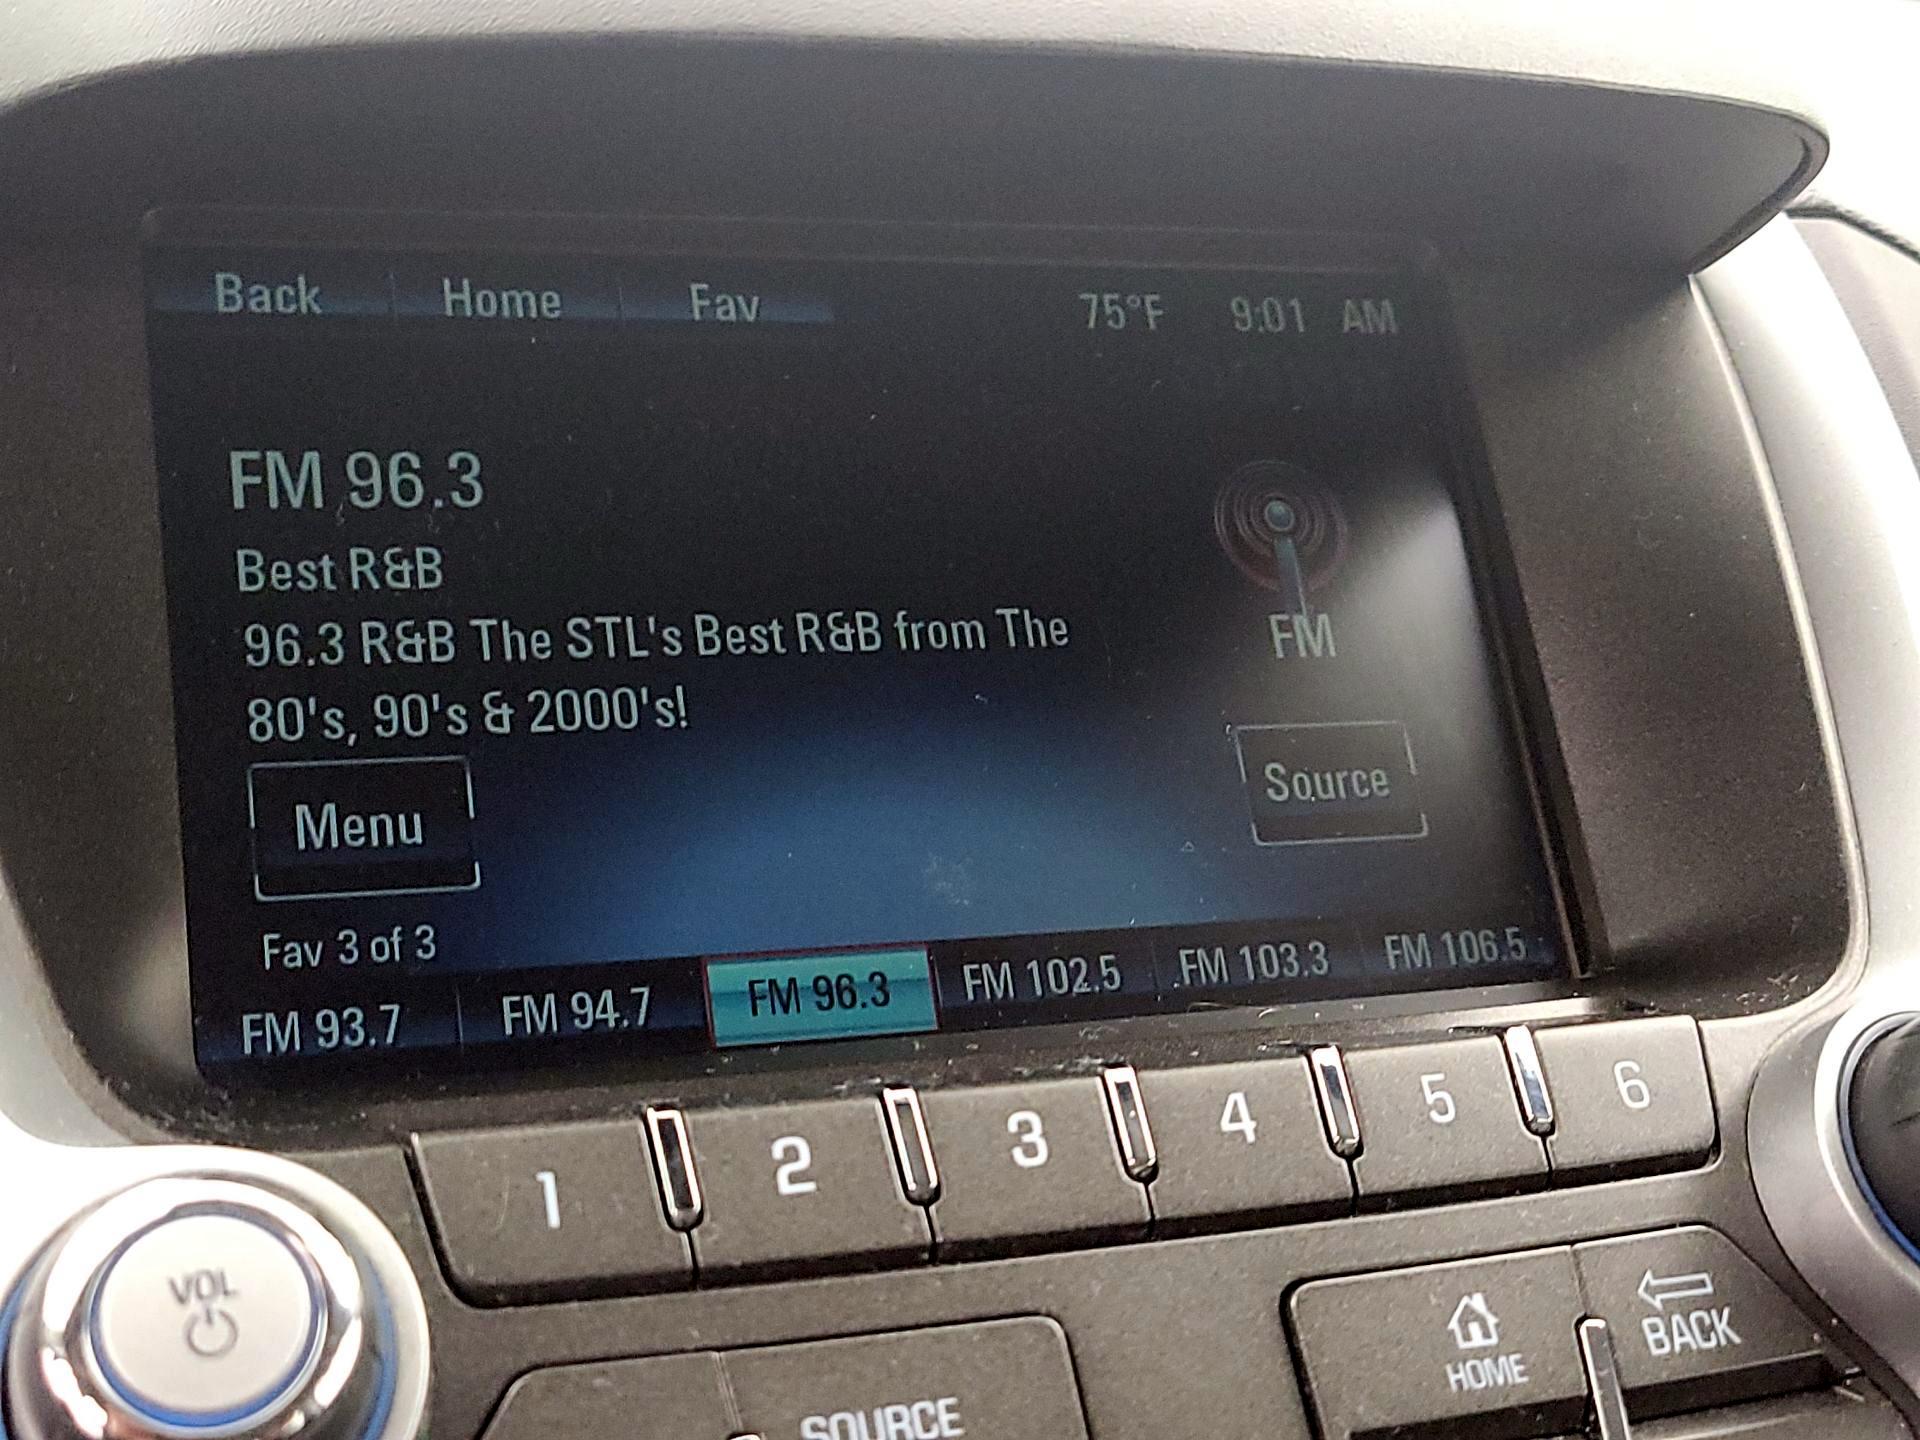 Back Home Fav 75°F 9:01 AM
FM 96.3
Best R&B
96.3 R&B The STL's Best R&B from The
80's, 90's & 2000's!
FM
Menu
Source
Fav 3 of 3
FM 93.7 FM 94.7 FM 96.3 FM 102.5 FM 103.3 FM 106.5
1 2 3 4 5 6
VOL
HOME
BACK
SOURCE